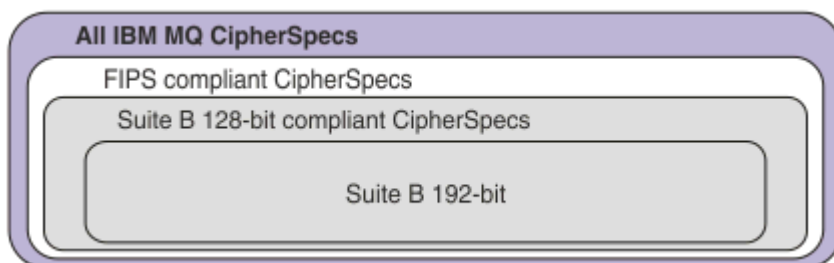 All IBM MQ CipherSpecs
FIPS compliant CipherSpecs
Suite B 128-bit compliant CipherSpecs
Suite B 192-bit